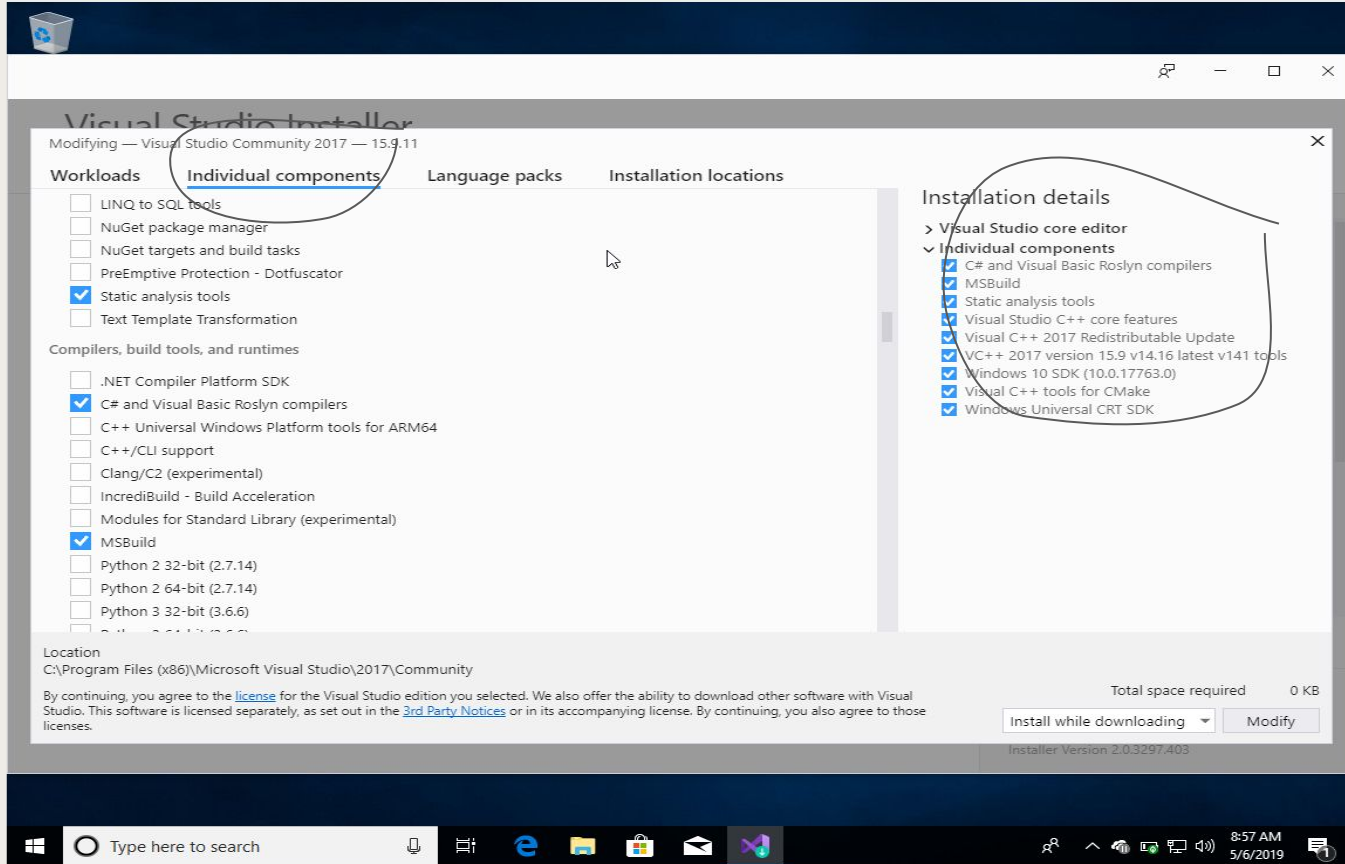 Visual Studio Installer
Modifying — Visual Studio Community 2017 — 15.9.11
Workloads Individual components Language packs Installation locations
LINQ to SQL tools
NuGet package manager
NuGet targets and build tasks
PreEmptive Protection - Dotfuscator
Static analysis tools
Text Template Transformation
Compilers, build tools, and runtimes
.NET Compiler Platform SDK
C# and Visual Basic Roslyn compilers
C++ Universal Windows Platform tools for ARM64
C++/CLI support
Clang/C2 (experimental)
IncrediBuild - Build Acceleration
Modules for Standard Library (experimental)
MSBuild
Python 2 32-bit (2.7.14)
Python 2 64-bit (2.7.14)
Python 3 32-bit (3.6.6)
Installation details
Visual Studio core editor
Individual components
C# and Visual Basic Roslyn compilers
MSBuild
Static analysis tools
Visual Studio C++ core features
Visual C++ 2017 Redistributable Update
VC++ 2017 version 15.9 v14.16 latest v141 tools
Windows 10 SDK (10.0.17763.0)
Visual C++ tools for CMake
Windows Universal CRT SDK
Location
C:\Program Files (x86)\Microsoft Visual Studio\2017\Community
By continuing, you agree to the license for the Visual Studio edition you selected. We also offer the ability to download other software with Visual
Studio. This software is licensed separately, as set out in the 3rd Party Notices or in its accompanying license. By continuing, you also agree to those
licenses.
Total space required 0 KB
Install while downloading Modify
Installer Version 2.0.3297.403
Type here to search
8:57 AM
5/6/2019
1